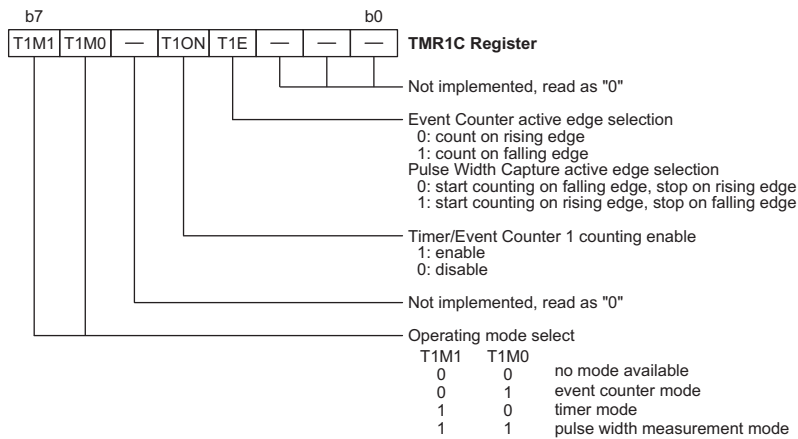 b7 b0
T1M1 T1M0 — T1ON T1E — — — TMR1C Register
Not implemented, read as "0"
Event Counter active edge selection
0: count on rising edge
1: count on falling edge
Pulse Width Capture active edge selection
0: start counting on falling edge, stop on rising edge
1: start counting on rising edge, stop on falling edge
Timer/Event Counter 1 counting enable
1: enable
0: disable
Not implemented, read as "0"
Operating mode select
T1M1 T1M0
0 0 no mode available
0 1 event counter mode
1 0 timer mode
1 1 pulse width measurement mode